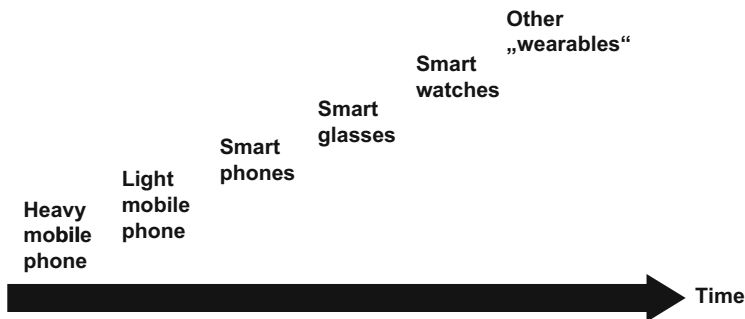 Heavy
mobile
phone
Light
mobile
phone
Smart
phones
Smart
glasses
Smart
watches
Other
„wearables“
Time